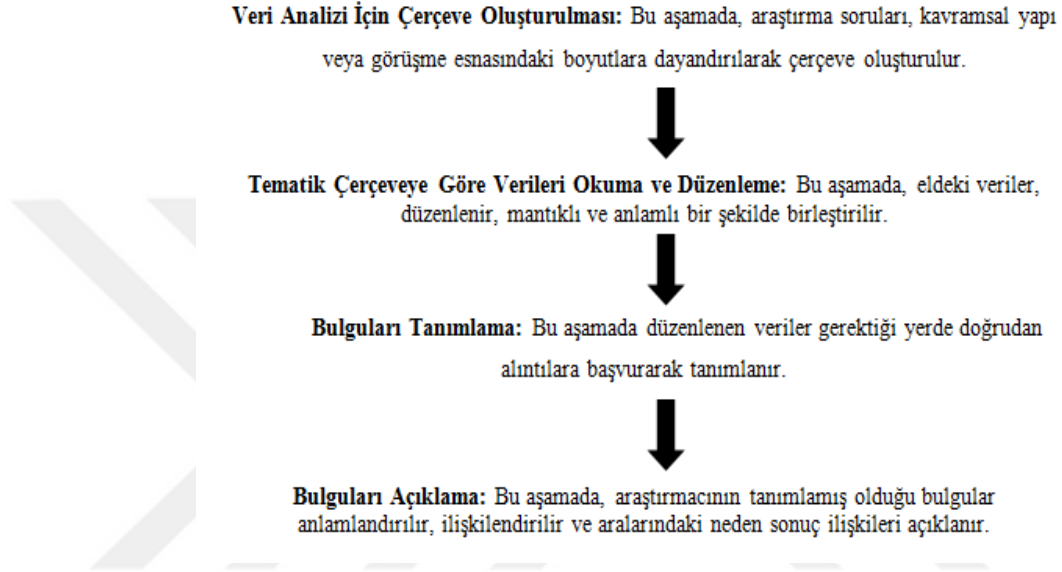 Veri Analizi İçin Çerçeve Oluşturulması: Bu aşamada, araştırma soruları, kavramsal yapı
veya görüşme esnasındaki boyutlara dayandırılarak çerçeve oluşturulur.
Tematik Çerçeveye Göre Verileri Okuma ve Düzenleme: Bu aşamada, eldeki veriler,
düzenlenir, mantıklı ve anlamlı bir şekilde birleştirilir.
Bulguları Tanımlama: Bu aşamada düzenlenen veriler gerektiği yerde doğrudan
alıntılara başvurarak tanımlanır.
Bulguları Açıklama: Bu aşamada, araştırmacının tanımlamış olduğu bulgular
anlamlandırılır, ilişkilendirilir ve aralarındaki neden sonuç ilişkileri açıklanır.